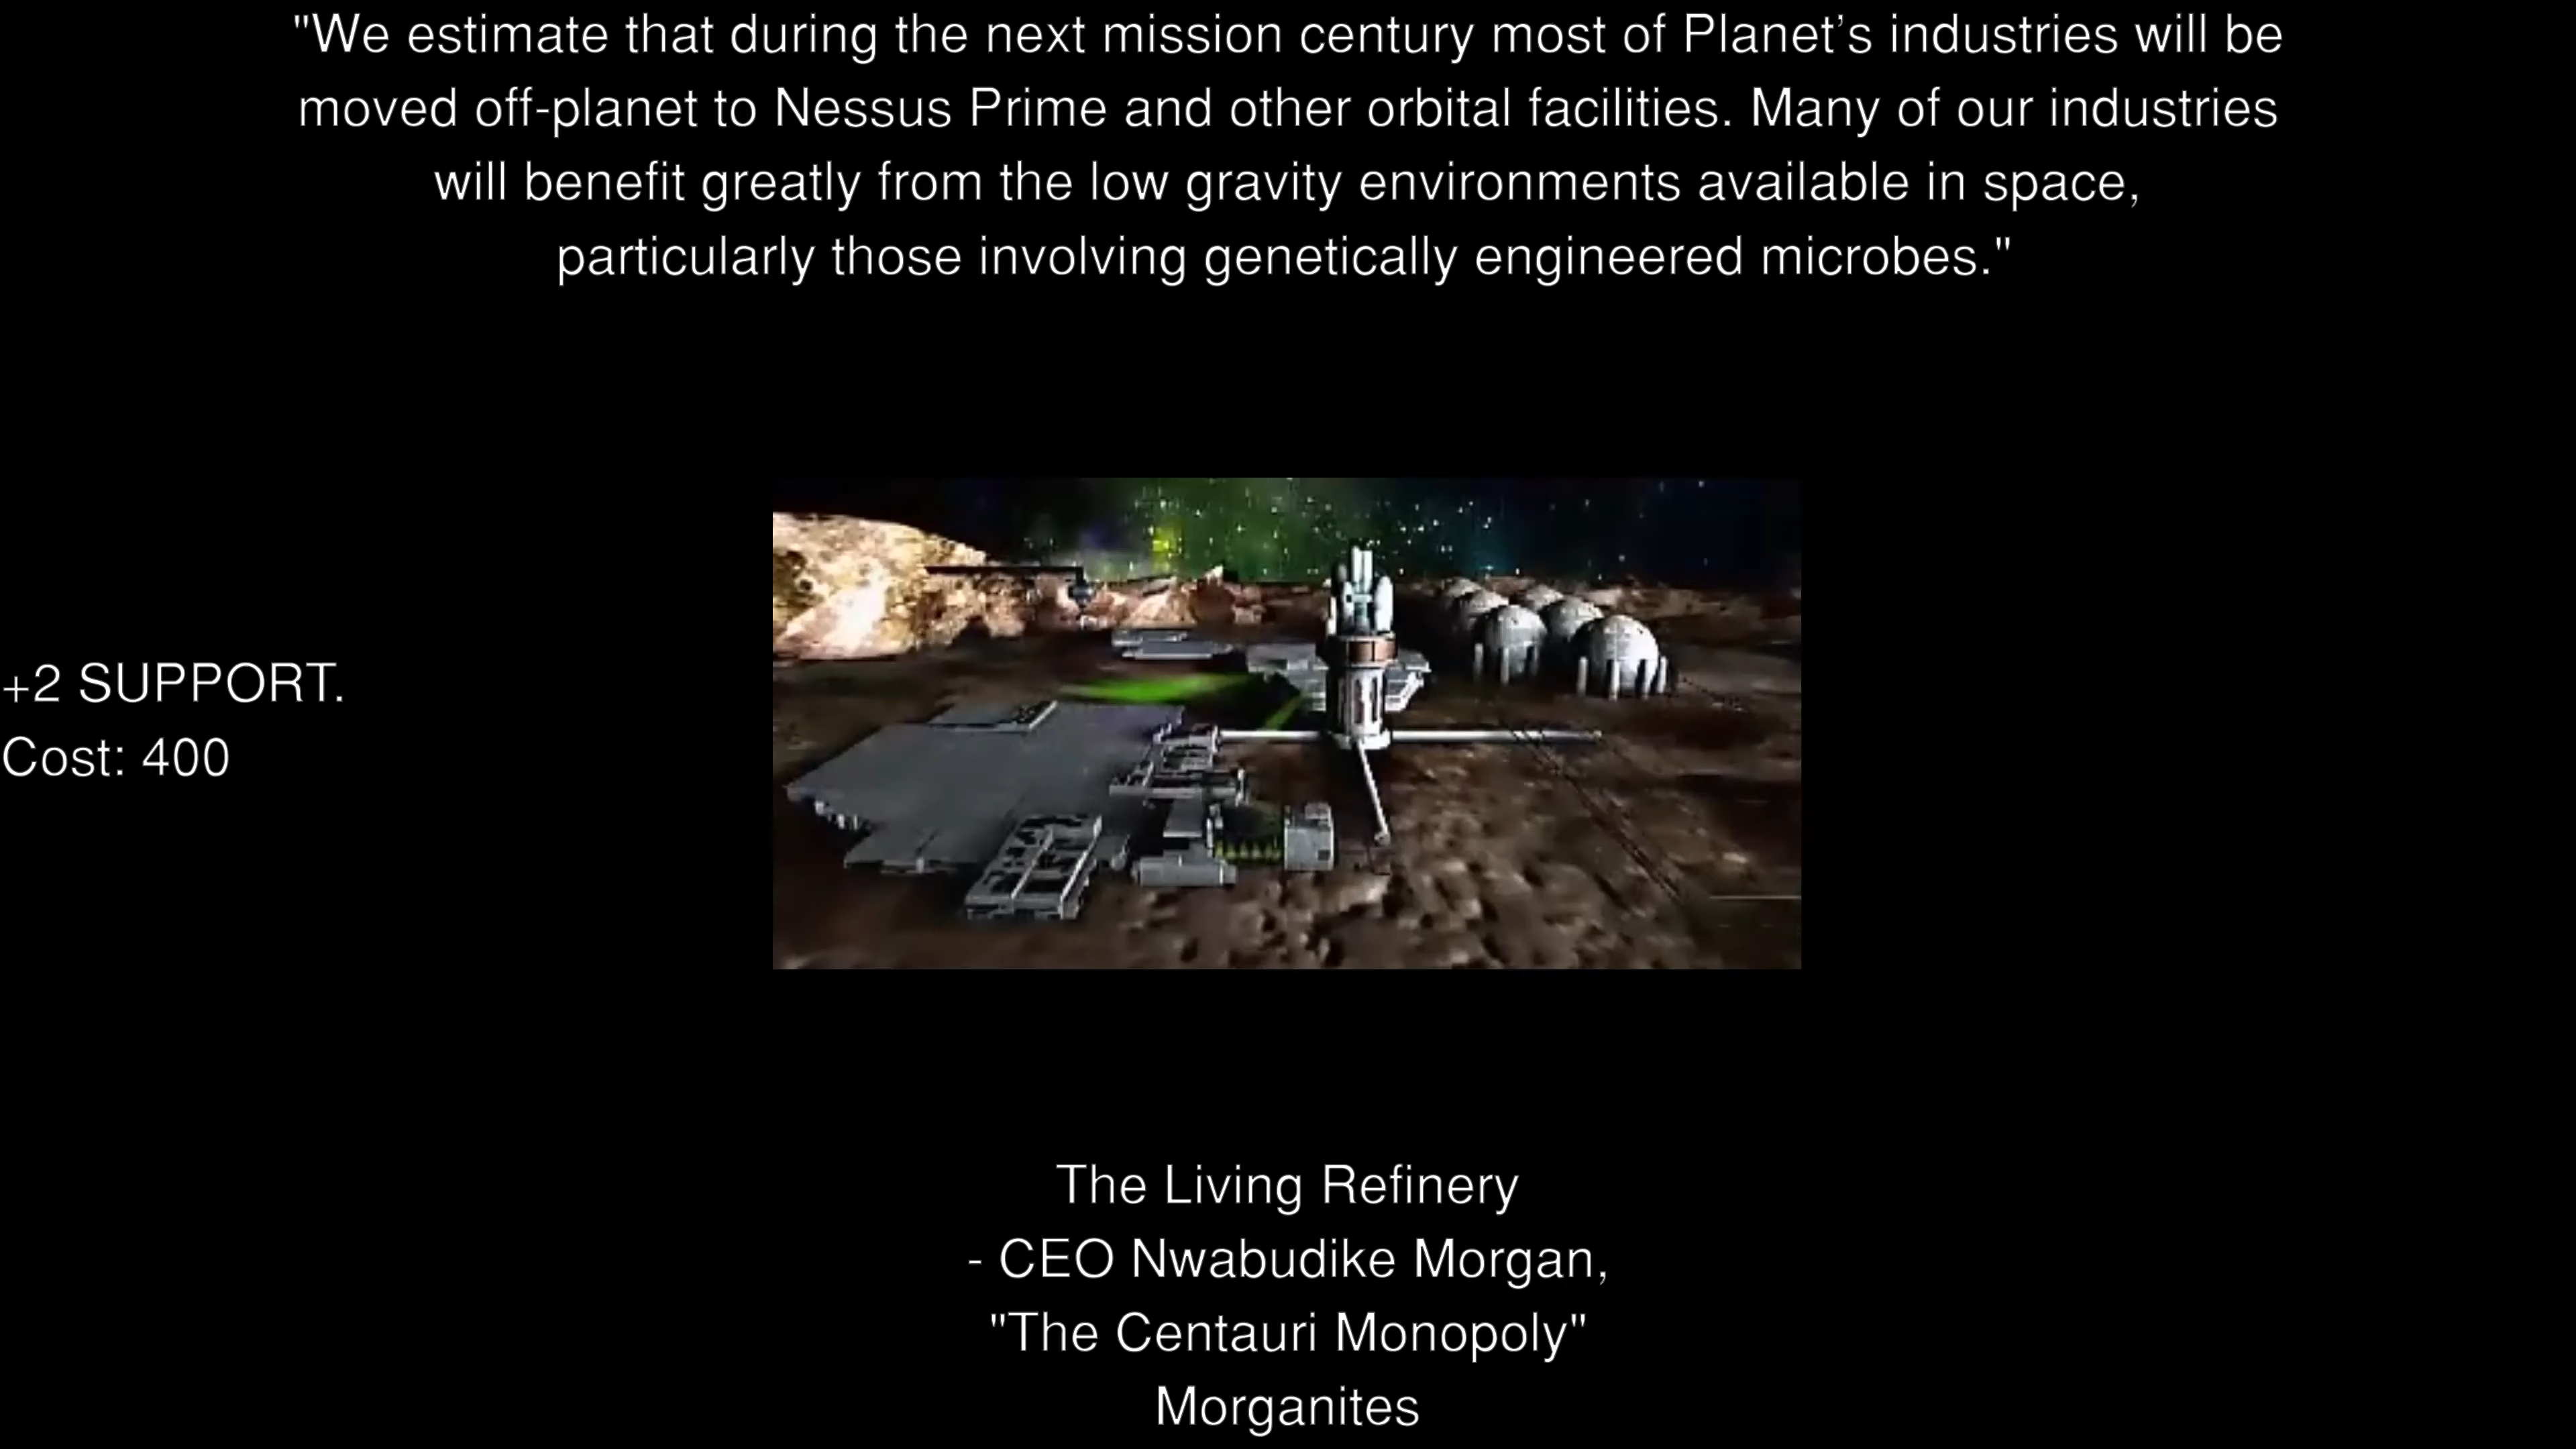 "We estimate that during the next mission century most of Planet’s industries will be
moved off-planet to Nessus Prime and other orbital facilities. Many of our industries
will benefit greatly from the low gravity environments available in space,
particularly those involving genetically engineered microbes."
+2 SUPPORT.
Cost: 400
The Living Refinery
- CEO Nwabudike Morgan,
"The Centauri Monopoly"
Morganites